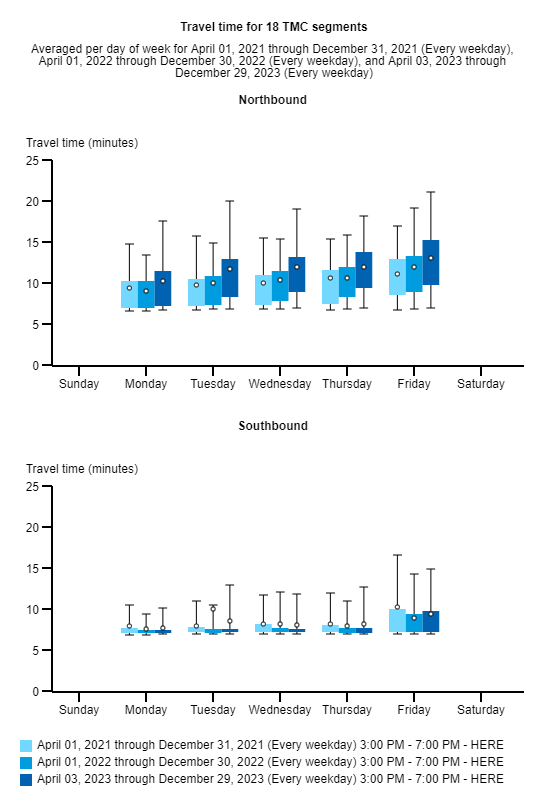 Travel time for 18 TMC segments
Averaged per day of week for April 01, 2021 through December 31, 2021 (Every weekday),
April 01, 2022 through December 30, 2022 (Every weekday), and April 03, 2023 through
December 29, 2023 (Every weekday)
Northbound
Travel time (minutes)
25
20
15
10
5
0
Sunday Monday Tuesday Wednesday Thursday Friday Saturday
Southbound
Travel time (minutes)
25
20
15
10
5
0
Sunday Monday Tuesday Wednesday Thursday Friday Saturday
April 01, 2021 through December 31, 2021 (Every weekday) 3:00 PM - 7:00 PM - HERE
April 01, 2022 through December 30, 2022 (Every weekday) 3:00 PM - 7:00 PM - HERE
April 03, 2023 through December 29, 2023 (Every weekday) 3:00 PM - 7:00 PM - HERE